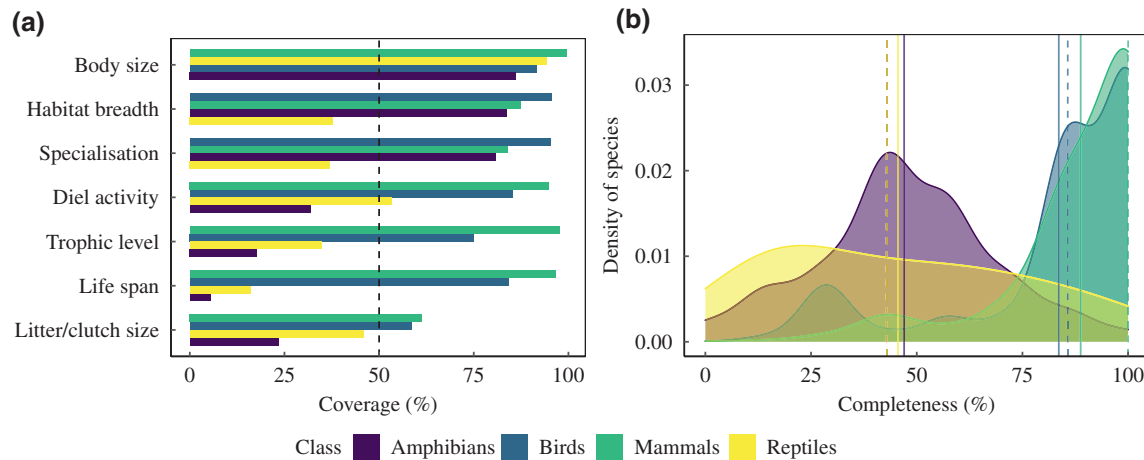 (a)
Body size
Habitat breadth
Specialisation
Diel activity
Trophic level
Life span
Litter/clutch size
0 25 50 75 100
Coverage (%)
(b)
Density of species
0.03
0.02
0.01
0.00
0 25 50 75 100
Completeness (%)
Class Amphibians Birds Mammals Reptiles